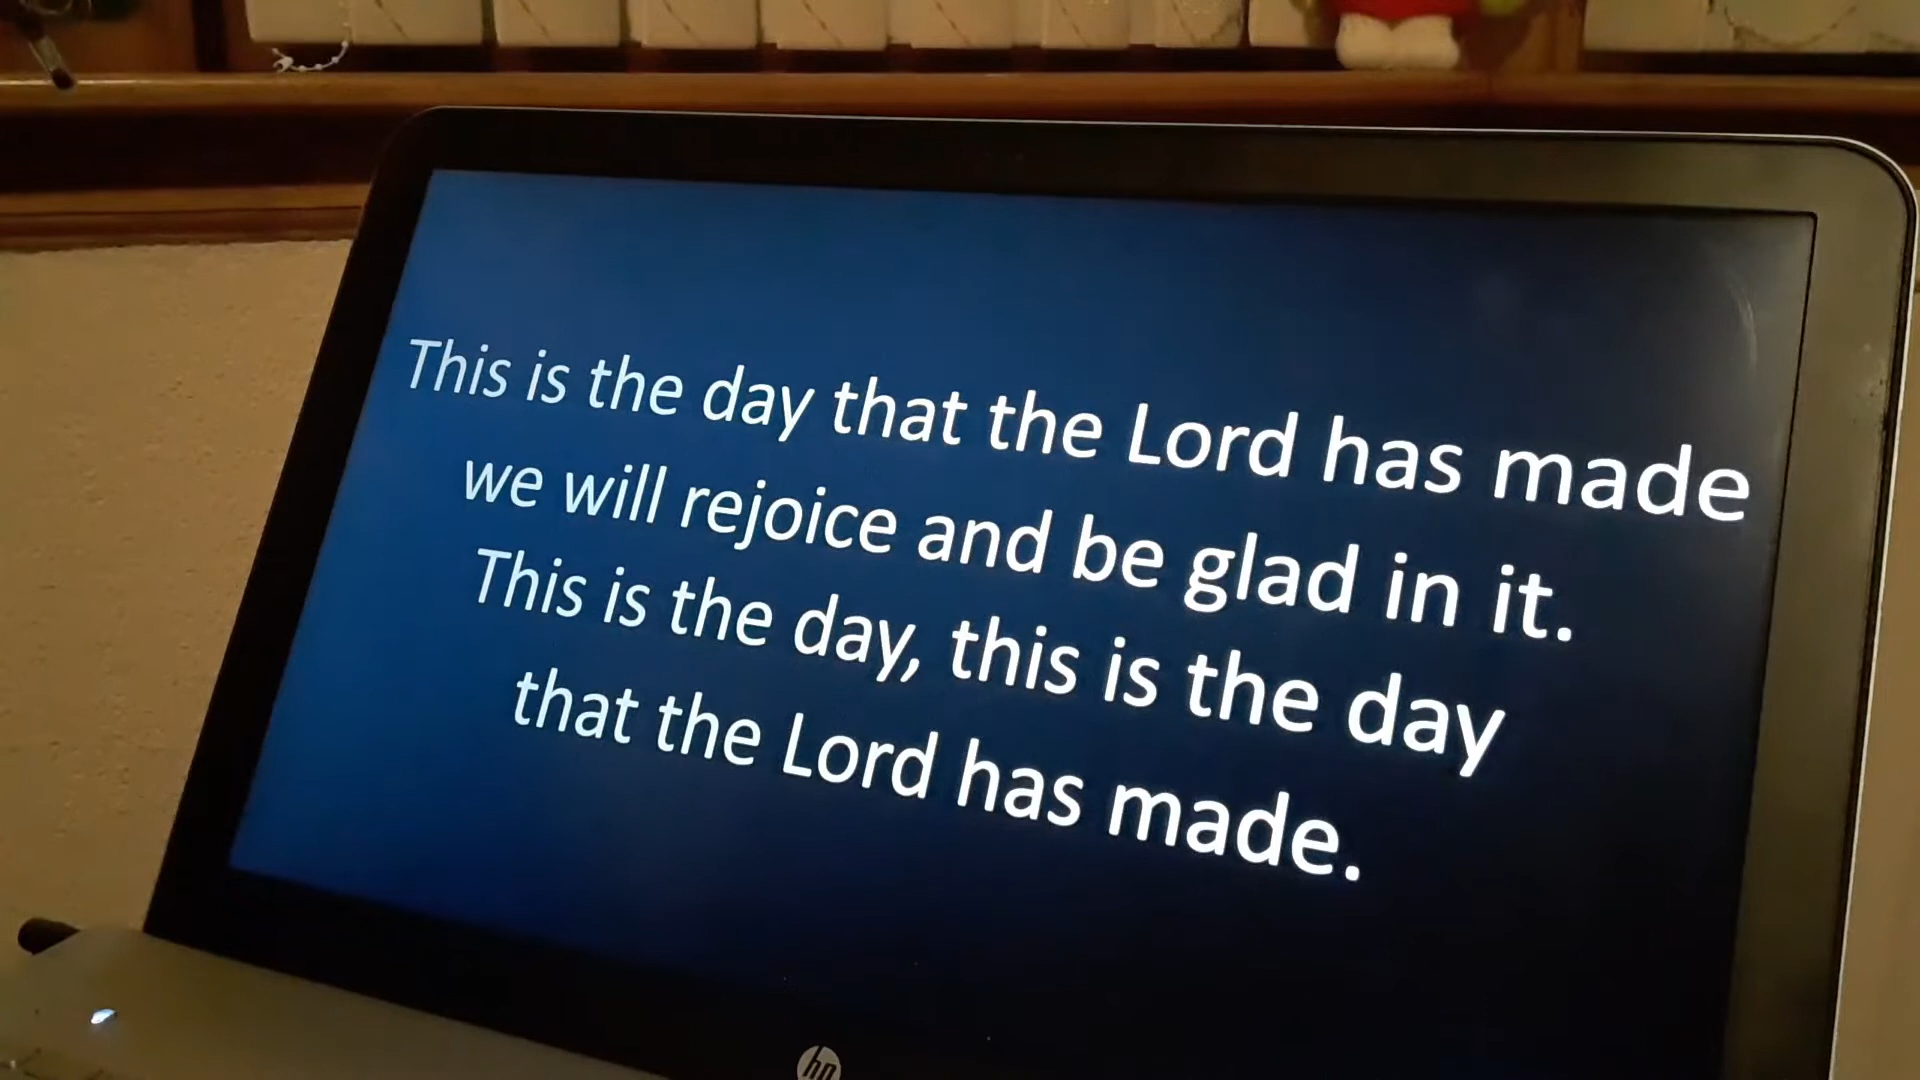 This is the day that the Lord has made
we will rejoice and be glad in it.
This is the day, this is the day
that the Lord has made.
hp